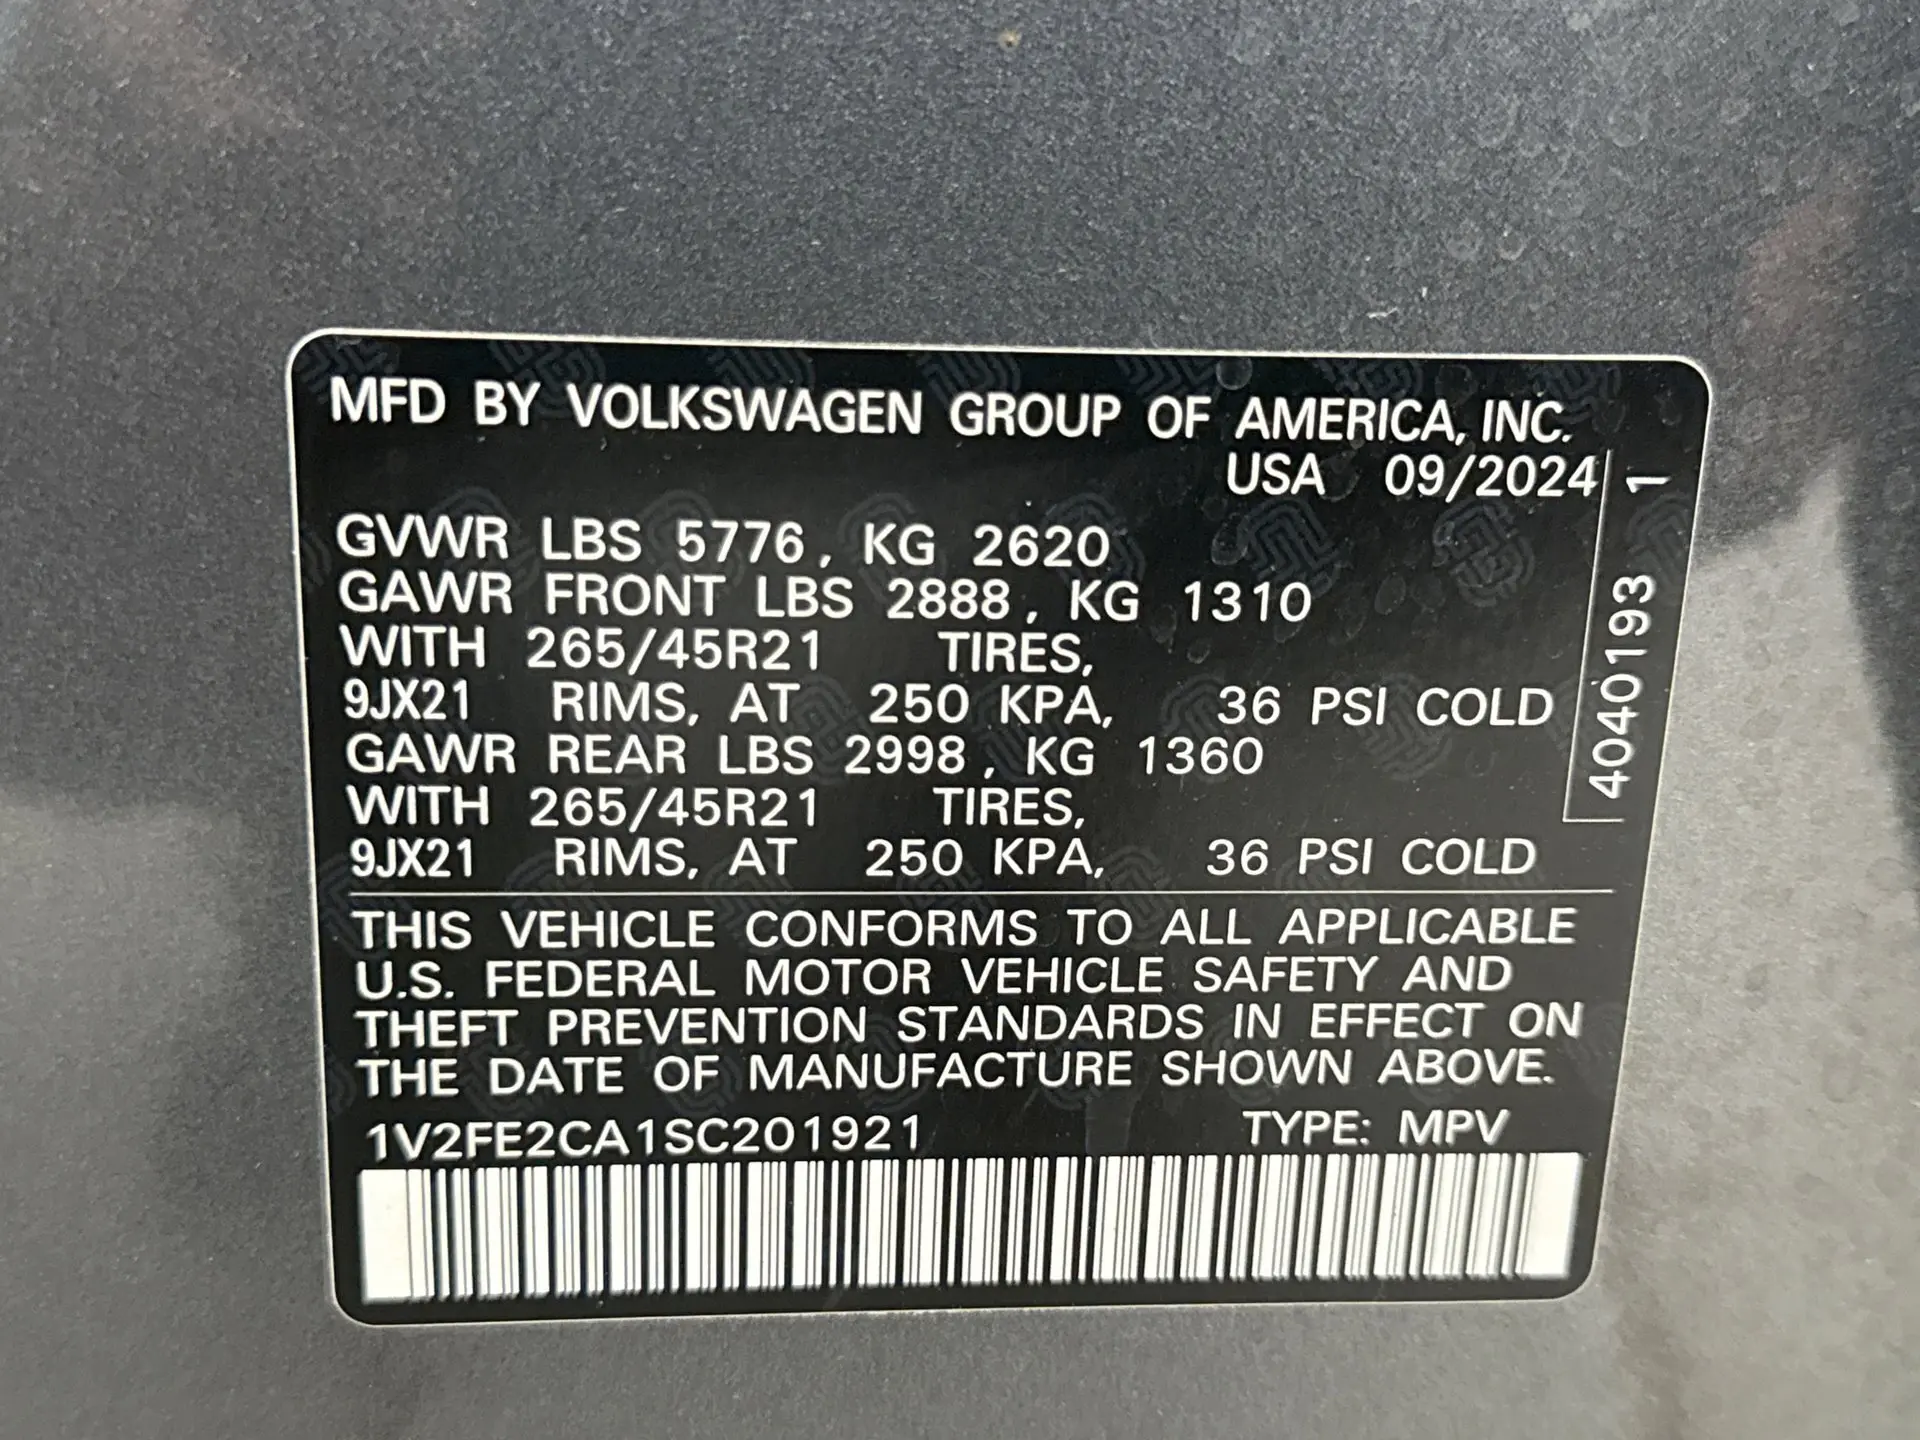 MFD BY VOLKSWAGEN GROUP OF AMERICA, INC.
USA 09/2024
GVWR LBS 5776, KG 2620
GAWR FRONT LBS 2888, KG 1310
WITH 265/45R21 TIRES,
9JX21 RIMS, AT 250 KPA, 36 PSI COLD
GAWR REAR LBS 2998, KG 1360
WITH 265/45R21 TIRES,
9JX21 RIMS, AT 250 KPA, 36 PSI COLD
4040193 1
THIS VEHICLE CONFORMS TO ALL APPLICABLE
U.S. FEDERAL MOTOR VEHICLE SAFETY AND
THEFT PREVENTION STANDARDS IN EFFECT ON
THE DATE OF MANUFACTURE SHOWN ABOVE.
1V2FE2CA1SC201921 TYPE: MPV